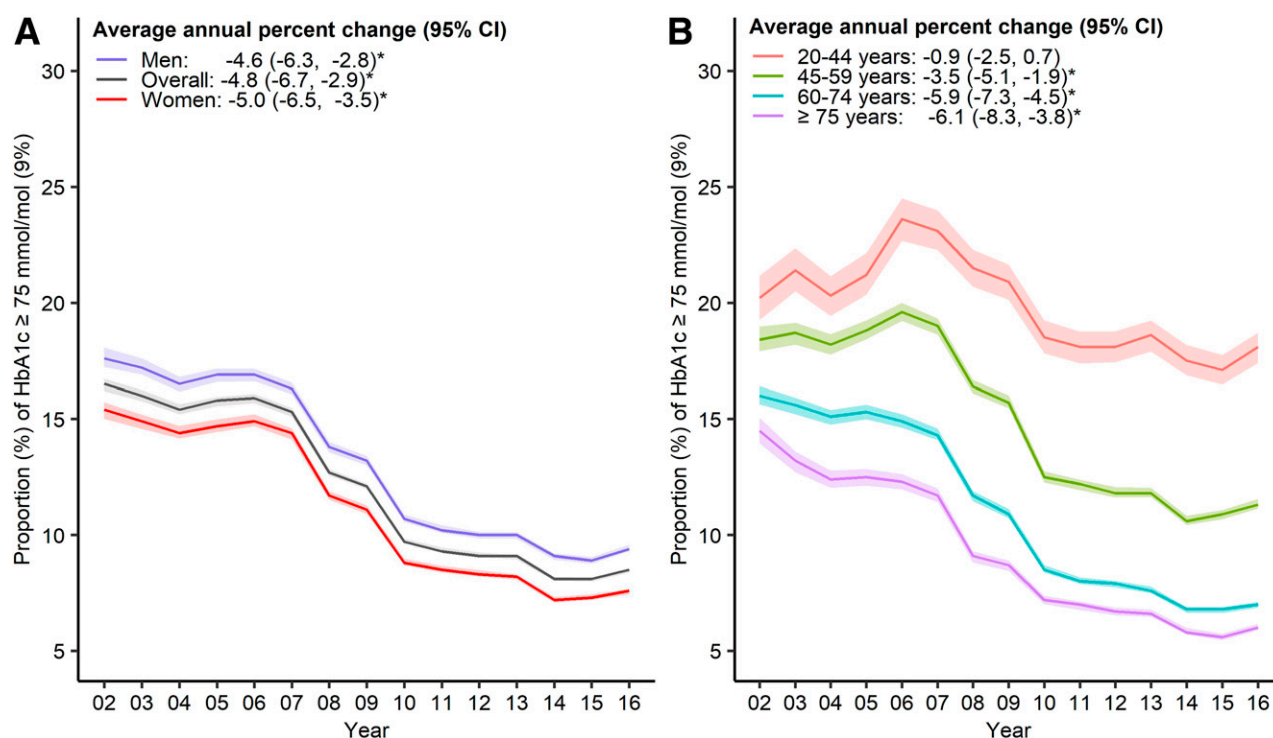 A
Average annual percent change (95% CI)
Men: -4.6 (-6.3, -2.8)*
Overall: -4.8 (-6.7, -2.9)*
Women: -5.0 (-6.5, -3.5)*
Proportion (%) of HbA1c ≥ 75 mmol/mol (9%)
30
25
20
15
10
5
02 03 04 05 06 07 08 09 10 11 12 13 14 15 16
Year
B
Average annual percent change (95% CI)
20-44 years: -0.9 (-2.5, 0.7)
45-59 years: -3.5 (-5.1, -1.9)*
60-74 years: -5.9 (-7.3, -4.5)*
≥ 75 years: -6.1 (-8.3, -3.8)*
Proportion (%) of HbA1c ≥ 75 mmol/mol (9%)
30
25
20
15
10
5
02 03 04 05 06 07 08 09 10 11 12 13 14 15 16
Year